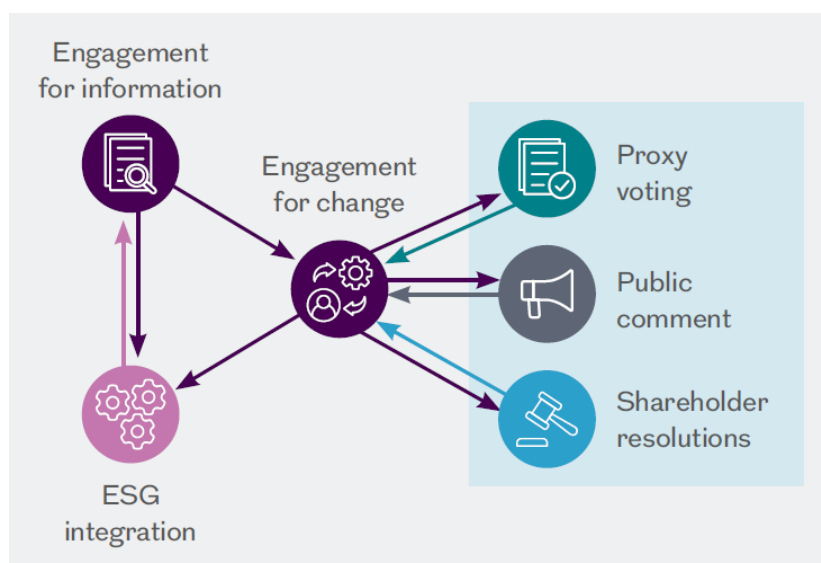 Engagement
for information
Engagement
for change
Proxy
voting
Public
comment
Shareholder
resolutions
ESG
integration